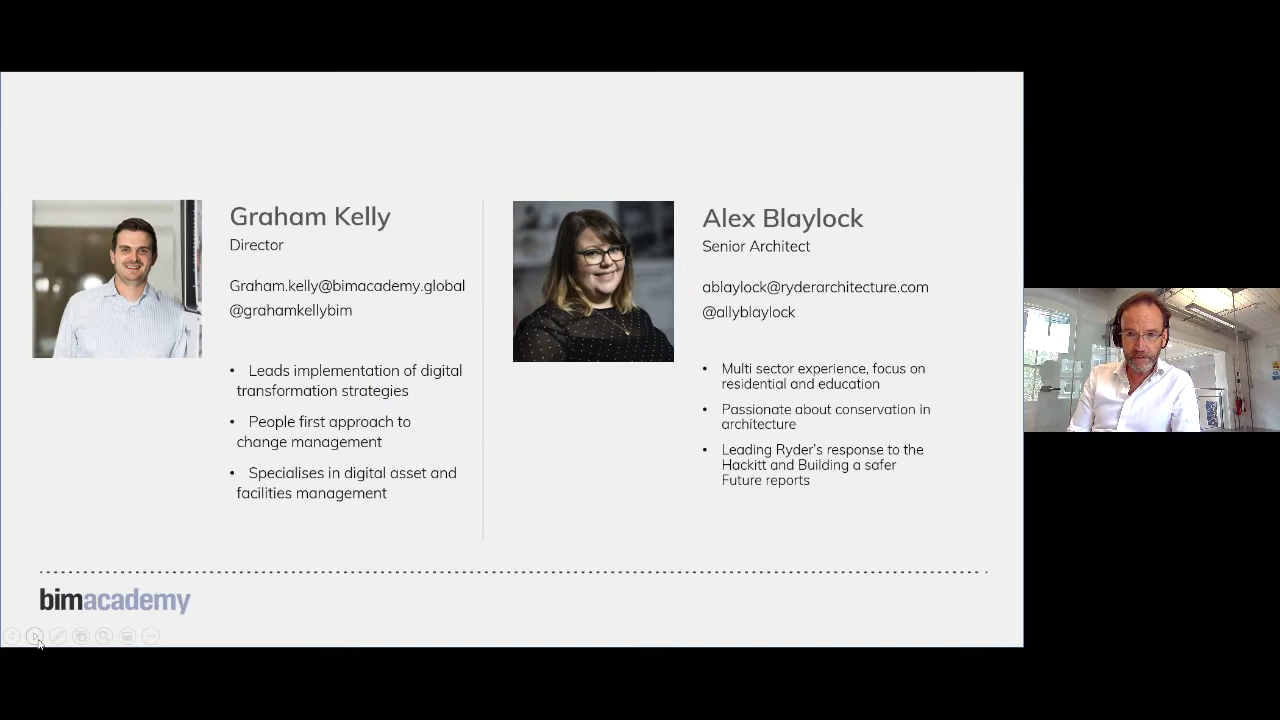 Graham Kelly
Director
Graham.kelly@bimacademy.global
@grahamkellybim
• Leads implementation of digital
transformation strategies
• People first approach to
change management
• Specialises in digital asset and
facilities management
Alex Blaylock
Senior Architect
ablaylock@ryderarchitecture.com
@allyblaylock
• Multi sector experience, focus on
residential and education
• Passionate about conservation in
architecture
• Leading Ryder's response to the
Hackitt and Building a safer
Future reports
bimacademy